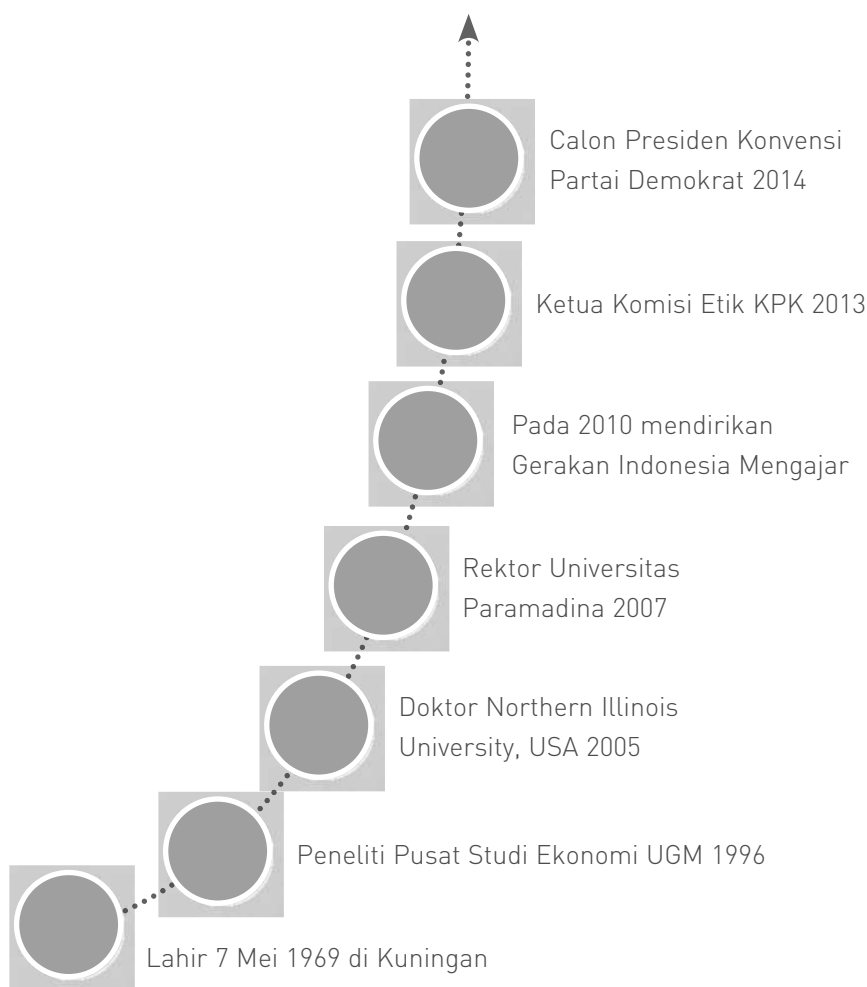 Calon Presiden Konvensi
Partai Demokrat 2014
Ketua Komisi Etik KPK 2013
Pada 2010 mendirikan
Gerakan Indonesia Mengajar
Rektor Universitas
Paramadina 2007
Doktor Northern Illinois
University, USA 2005
Peneliti Pusat Studi Ekonomi UGM 1996
Lahir 7 Mei 1969 di Kuningan